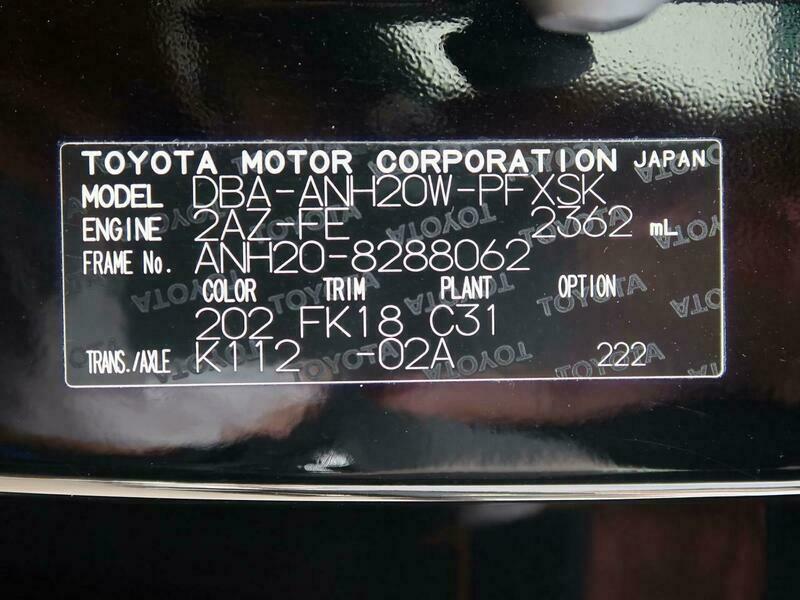 TOYOTA MOTOR CORPORATION JAPAN
MODEL DBA-ANH20W-PFXSK
ENGINE 2AZ-FE 2362 mL
FRAME No. ANH20-8288062
COLOR TRIM PLANT OPTION
202 FK18 C31
TRANS./AXLE K112 -02A 222